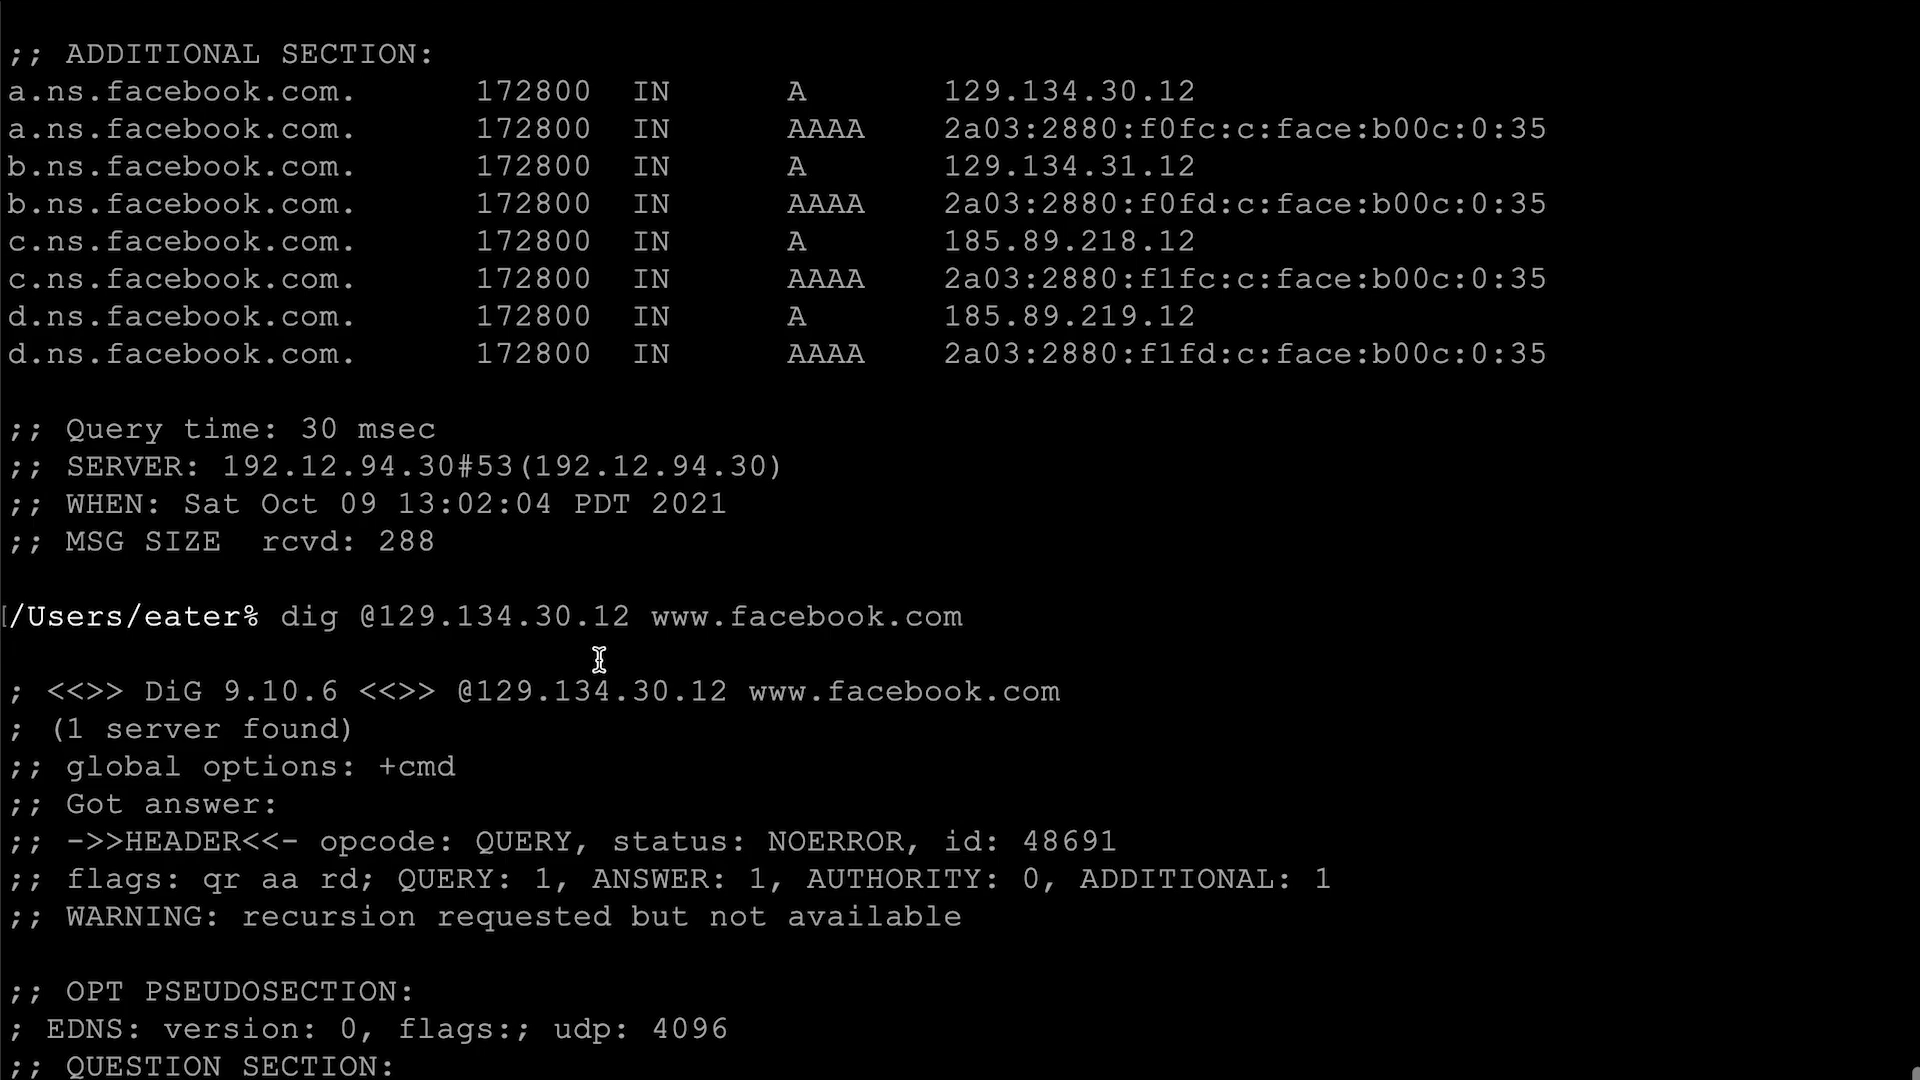 ;; ADDITIONAL SECTION:
a.ns.facebook.com. 172800 IN A 129.134.30.12
a.ns.facebook.com. 172800 IN AAAA 2a03:2880:f0fc:c:face:b00c:0:35
b.ns.facebook.com. 172800 IN A 129.134.31.12
b.ns.facebook.com. 172800 IN AAAA 2a03:2880:f0fd:c:face:b00c:0:35
c.ns.facebook.com. 172800 IN A 185.89.218.12
c.ns.facebook.com. 172800 IN AAAA 2a03:2880:f1fc:c:face:b00c:0:35
d.ns.facebook.com. 172800 IN A 185.89.219.12
d.ns.facebook.com. 172800 IN AAAA 2a03:2880:f1fd:c:face:b00c:0:35
;; Query time: 30 msec
;; SERVER: 192.12.94.30#53(192.12.94.30)
;; WHEN: Sat Oct 09 13:02:04 PDT 2021
;; MSG SIZE  rcvd: 288
[/Users/eater% dig @129.134.30.12 www.facebook.com
; <<>> DiG 9.10.6 <<>> @129.134.30.12 www.facebook.com
; (1 server found)
;; global options: +cmd
;; Got answer:
;; ->>HEADER<<- opcode: QUERY, status: NOERROR, id: 48691
;; flags: qr aa rd; QUERY: 1, ANSWER: 1, AUTHORITY: 0, ADDITIONAL: 1
;; WARNING: recursion requested but not available
;; OPT PSEUDOSECTION:
; EDNS: version: 0, flags:; udp: 4096
;; QUESTION SECTION: